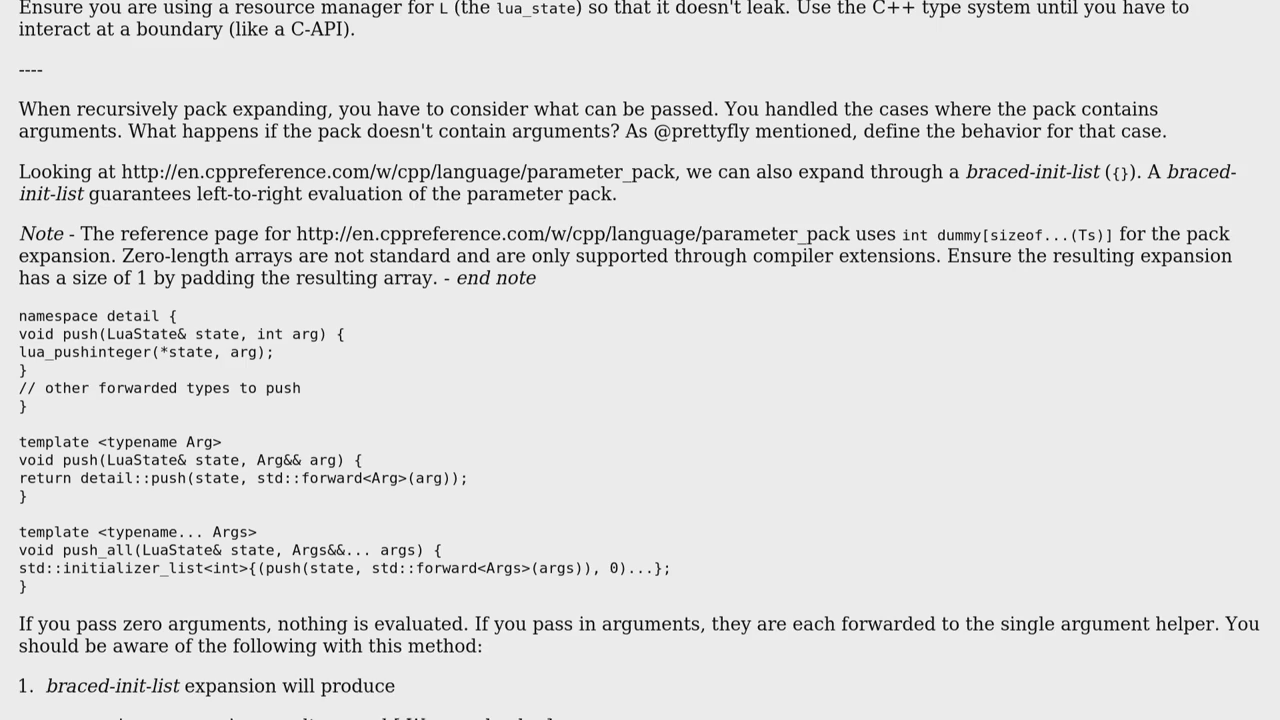 Ensure you are using a resource manager for L (the lua_state) so that it doesn't leak. Use the C++ type system until you have to
interact at a boundary (like a C-API).
----
When recursively pack expanding, you have to consider what can be passed. You handled the cases where the pack contains
arguments. What happens if the pack doesn't contain arguments? As @prettyfly mentioned, define the behavior for that case.
Looking at http://en.cppreference.com/w/cpp/language/parameter_pack, we can also expand through a braced-init-list ({}). A braced-
init-list guarantees left-to-right evaluation of the parameter pack.
Note - The reference page for http://en.cppreference.com/w/cpp/language/parameter_pack uses int dummy[sizeof...(Ts)] for the pack
expansion. Zero-length arrays are not standard and are only supported through compiler extensions. Ensure the resulting expansion
has a size of 1 by padding the resulting array. - end note
namespace detail {
void push(LuaState& state, int arg) {
lua_pushinteger(*state, arg);
}
// other forwarded types to push
}
template <typename Arg>
void push(LuaState& state, Arg&& arg) {
return detail::push(state, std::forward<Arg>(arg));
}
template <typename... Args>
void push_all(LuaState& state, Args&&... args) {
std::initializer_list<int>{(push(state, std::forward<Args>(args)), 0)...};
}
If you pass zero arguments, nothing is evaluated. If you pass in arguments, they are each forwarded to the single argument helper. You
should be aware of the following with this method:
1. braced-init-list expansion will produce